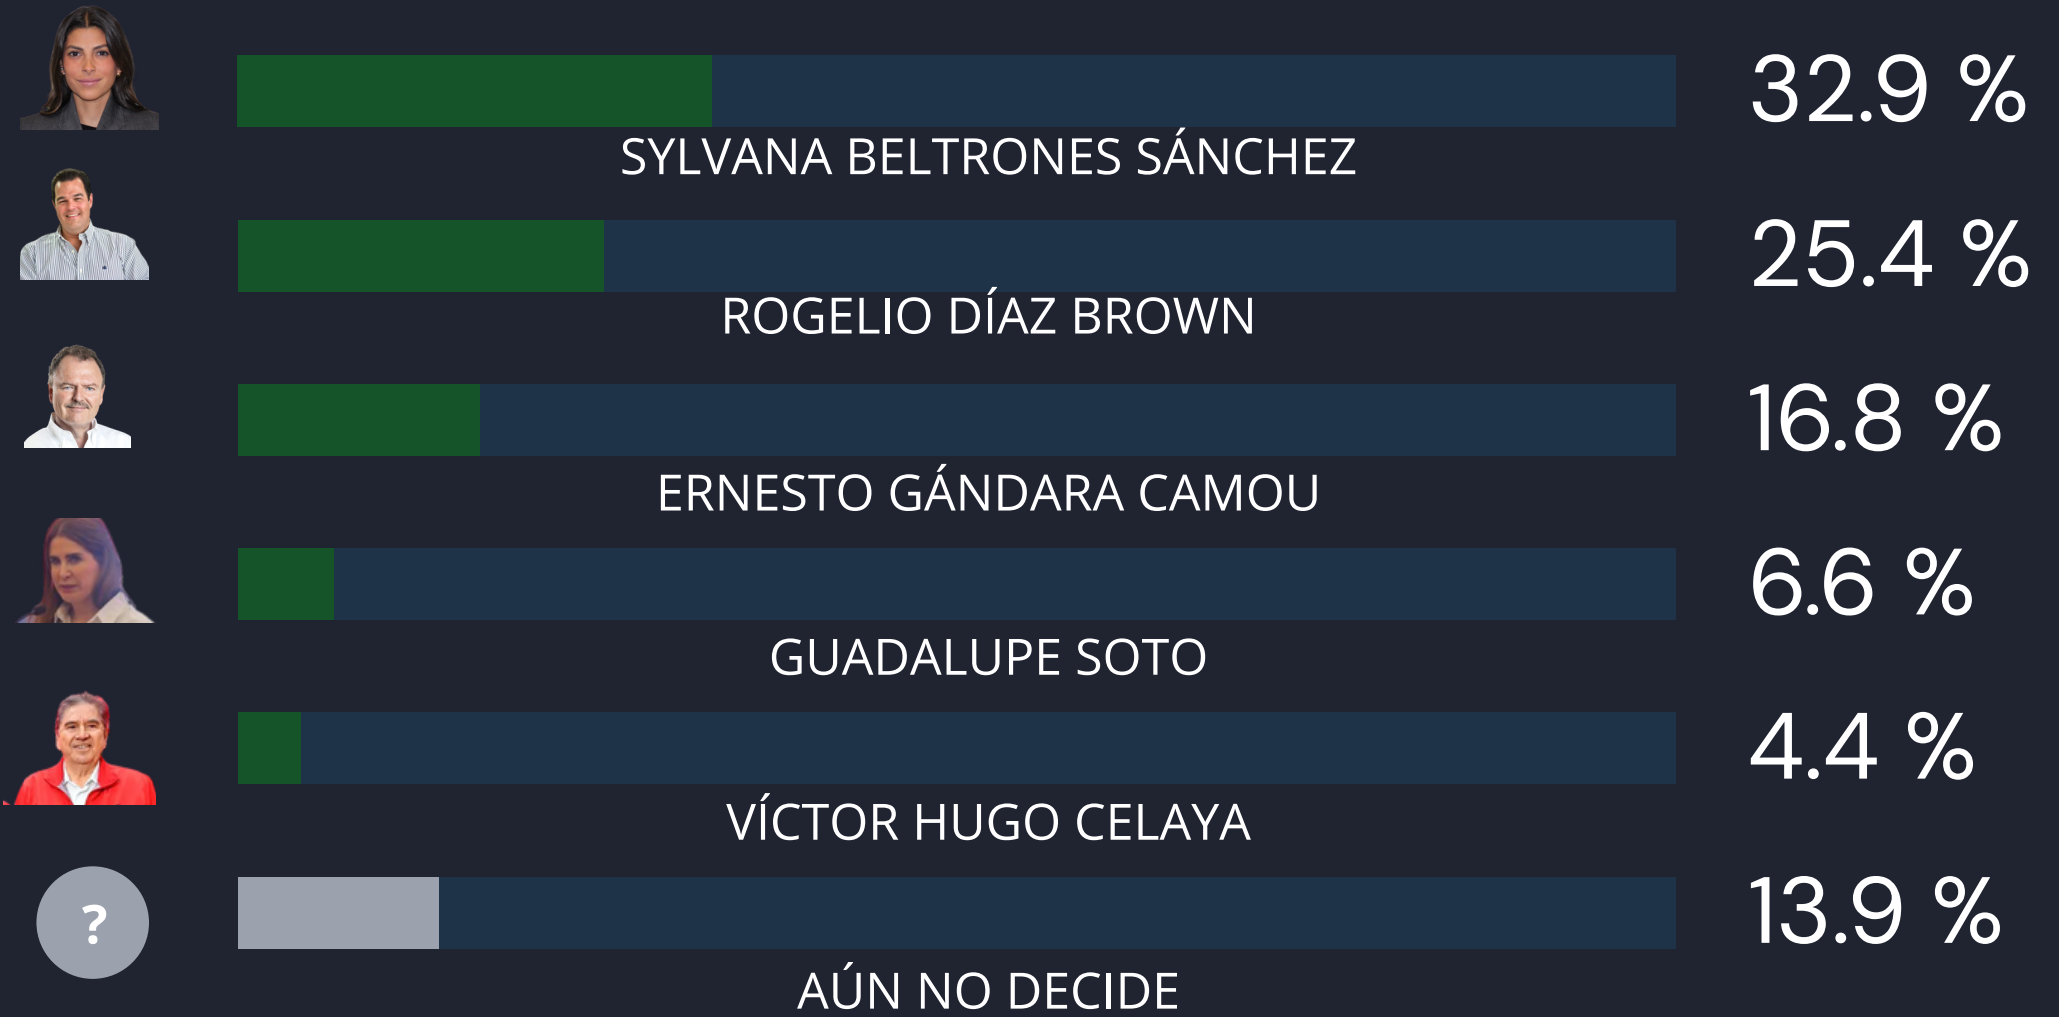 32.9 %
SYLVANA BELTRONES SÁNCHEZ
25.4 %
ROGELIO DÍAZ BROWN
16.8 %
ERNESTO GÁNDARA CAMOU
6.6 %
GUADALUPE SOTO
4.4 %
VÍCTOR HUGO CELAYA
?
13.9 %
AÚN NO DECIDE